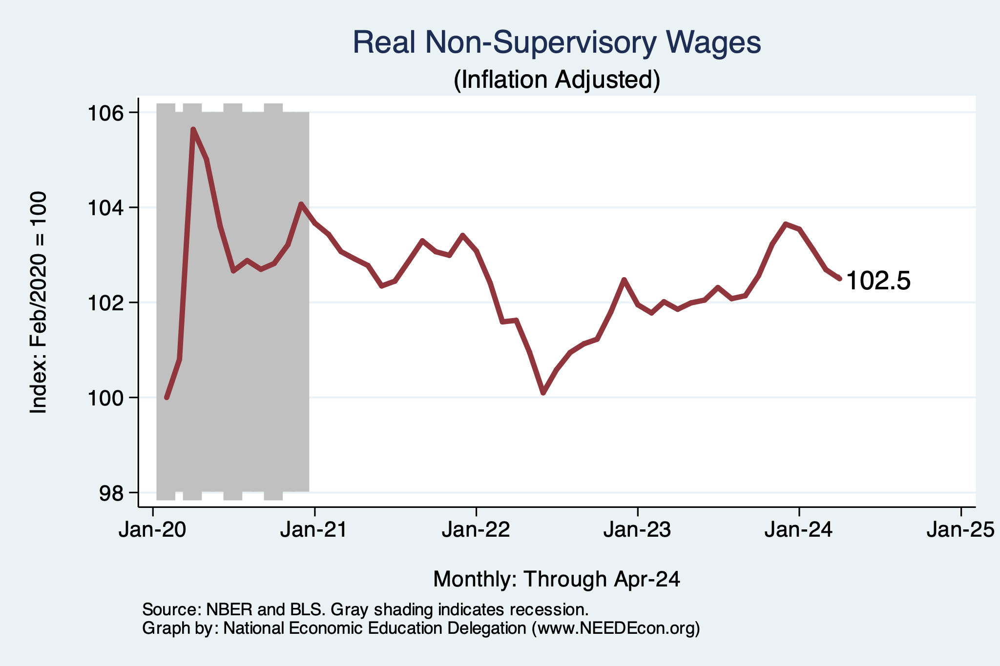 Real Non-Supervisory Wages
(Inflation Adjusted)
Index: Feb/2020 = 100
106
104
102
100
98
102.5
Jan-20 Jan-21 Jan-22 Jan-23 Jan-24 Jan-25
Monthly: Through Apr-24
Source: NBER and BLS. Gray shading indicates recession.
Graph by: National Economic Education Delegation (www.NEEDEcon.org)